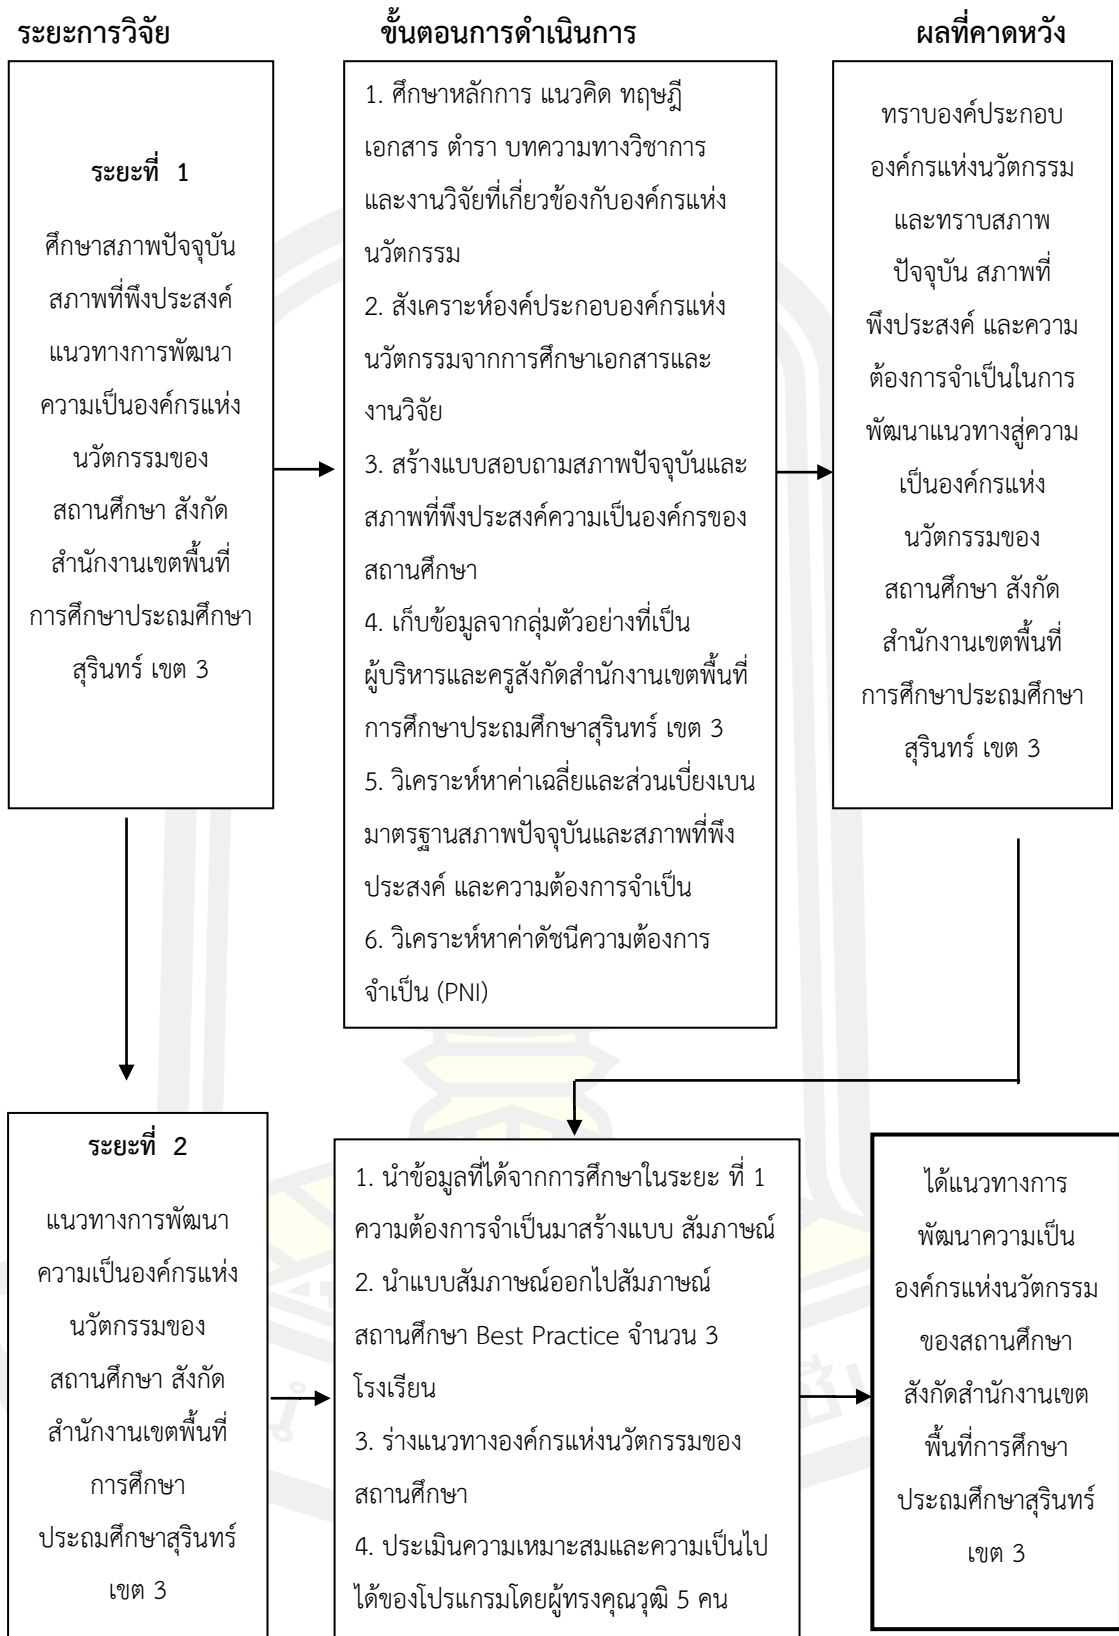 ระยะการวิจัย
ขั้นตอนการดำเนินการ
ผลที่คาดหวัง
ระยะที่ 1
ศึกษาสภาพปัจจุบัน
สภาพที่พึงประสงค์
แนวทางการพัฒนา
ความเป็นองค์กรแห่ง
นวัตกรรมของ
สถานศึกษา สังกัด
สำนักงานเขตพื้นที่
การศึกษาประถมศึกษา
สุรินทร์ เขต 3
1. ศึกษาหลักการ แนวคิด ทฤษฎี
เอกสาร ตำรา บทความทางวิชาการ
และงานวิจัยที่เกี่ยวข้องกับองค์กรแห่ง
นวัตกรรม
2. สังเคราะห์องค์ประกอบองค์กรแห่ง
นวัตกรรมจากการศึกษาเอกสารและ
งานวิจัย
3. สร้างแบบสอบถามสภาพปัจจุบันและ
สภาพที่พึงประสงค์ความเป็นองค์กรของ
สถานศึกษา
4. เก็บข้อมูลจากลุ่มตัวอย่างที่เป็น
ผู้บริหารและครูสังกัดสำนักงานเขตพื้นที่
การศึกษาประถมศึกษาสุรินทร์ เขต 3
5. วิเคราะห์หาค่าเฉลี่ยและส่วนเบี่ยงเบน
มาตรฐานสภาพปัจจุบันและสภาพที่พึง
ประสงค์ และความต้องการจำเป็น
6. วิเคราะห์หาค่าดัชนีความต้องการ
จำเป็น (PNI)
ทราบองค์ประกอบ
องค์กรแห่งนวัตกรรม
และทราบสภาพ
ปัจจุบัน สภาพที่
พึงประสงค์ และความ
ต้องการจำเป็นในการ
พัฒนาแนวทางสู่ความ
เป็นองค์กรแห่ง
นวัตกรรมของ
สถานศึกษา สังกัด
สำนักงานเขตพื้นที่
การศึกษาประถมศึกษา
สุรินทร์ เขต 3
ระยะที่ 2
แนวทางการพัฒนา
ความเป็นองค์กรแห่ง
นวัตกรรมของ
สถานศึกษา สังกัด
สำนักงานเขตพื้นที่
การศึกษา
ประถมศึกษาสุรินทร์
เขต 3
1. นำข้อมูลที่ได้จากการศึกษาในระยะ ที่ 1
ความต้องการจำเป็นมาสร้างแบบ สัมภาษณ์
2. นำแบบสัมภาษณ์ออกไปสัมภาษณ์
สถานศึกษา Best Practice จำนวน 3
โรงเรียน
3. ร่างแนวทางองค์กรแห่งนวัตกรรมของ
สถานศึกษา
4. ประเมินความเหมาะสมและความเป็นไป
ได้ของโปรแกรมโดยผู้ทรงคุณวุฒิ 5 คน
ได้แนวทางการ
พัฒนาความเป็น
องค์กรแห่งนวัตกรรม
ของสถานศึกษา
สังกัดสำนักงานเขต
พื้นที่การศึกษา
ประถมศึกษาสุรินทร์
เขต 3